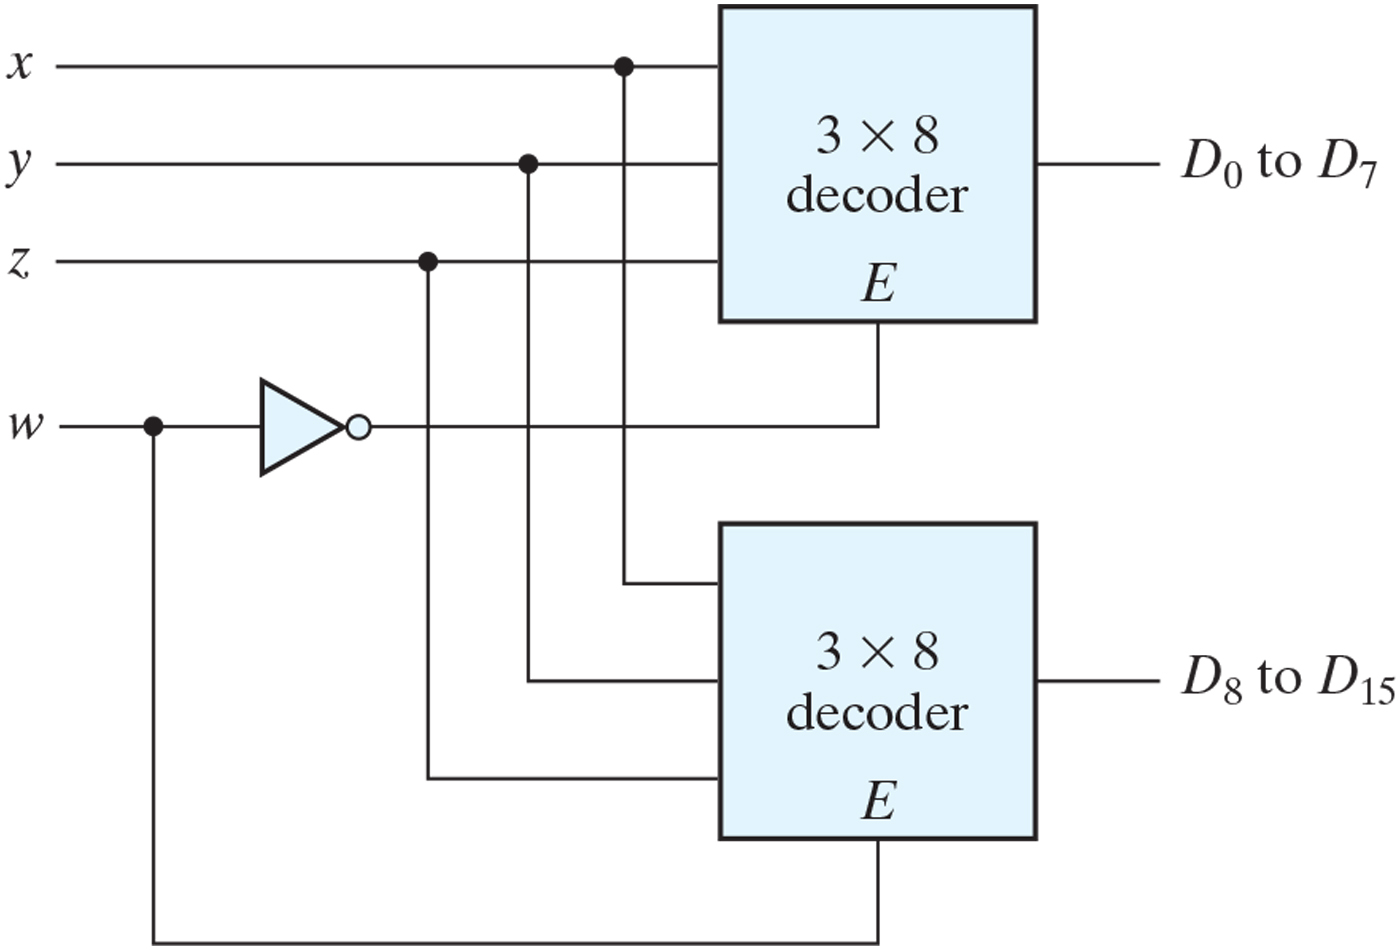 x
y
z
w
3 × 8
decoder
E
D₀ to D₇
3 × 8
decoder
E
D₈ to D₁₅